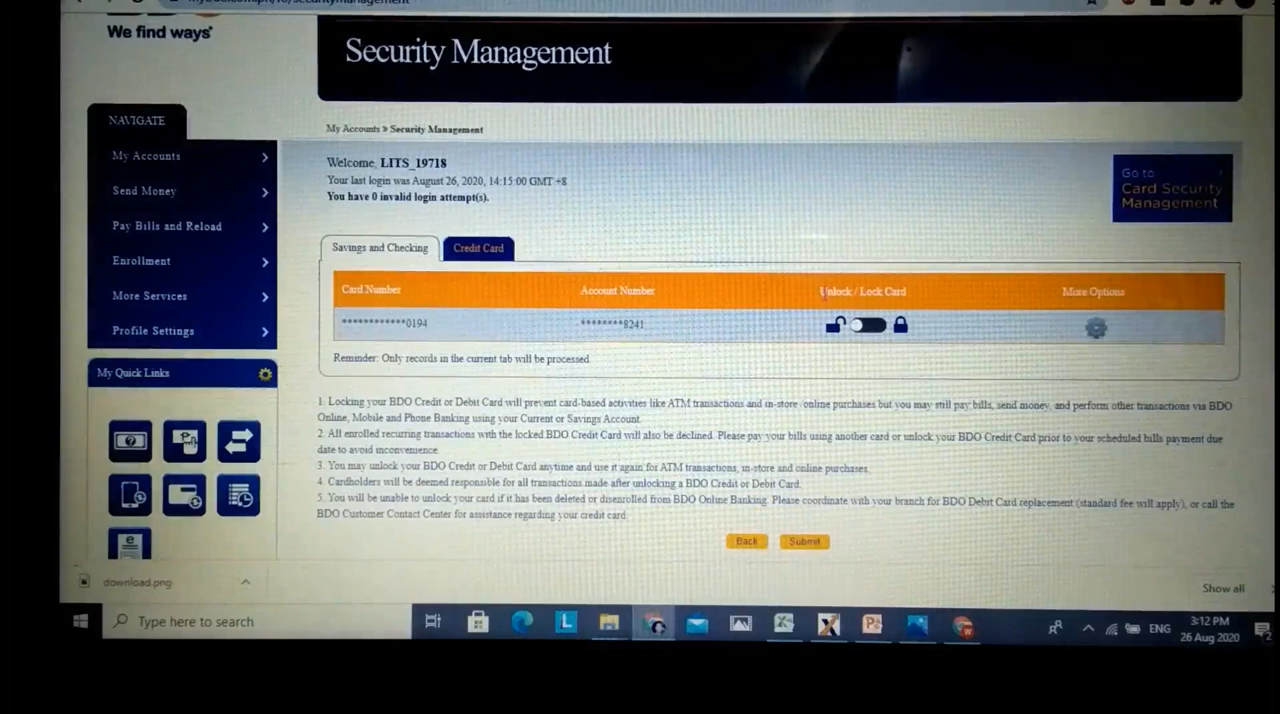 We find ways
Security Management
NAVIGATE
My Accounts
Send Money
Pay Bills and Reload
Enrollment
More Services
Profile Settings
My Quick Links
My Accounts » Security Management
Welcome, LITS_19718
Your last login was August 26, 2020, 14:15:00 GMT +8
You have 0 invalid login attempt(s).
Go to
Card Security
Management
Savings and Checking Credit Card
Card Number Account Number Unlock / Lock Card More Options
************0194 ********8241
Reminder: Only records in the current tab will be processed
1. Locking your BDO Credit or Debit Card will prevent card-based activities like ATM transactions and in-store online purchases but you may still pay bills, send money, and perform other transactions via BDO
Online, Mobile and Phone Banking using your Current or Savings Account.
2. All enrolled recurring transactions with the locked BDO Credit Card will also be declined. Please pay your bills using another card or unlock your BDO Credit Card prior to your scheduled bills payment due
date to avoid inconvenience
3. You may unlock your BDO Credit or Debit Card anytime and use it again for ATM transactions, in-store and online purchases.
4. Cardholders will be deemed responsible for all transactions made after unlocking a BDO Credit or Debit Card.
5. You will be unable to unlock your card if it has been deleted or disenrolled from BDO Online Banking. Please coordinate with your branch for BDO Debit Card replacement (standard fee will apply), or call the
BDO Customer Contact Center for assistance regarding your credit card.
Back Submit
download.png
Show all
Type here to search
ENG
3:12 PM
26 Aug 2020